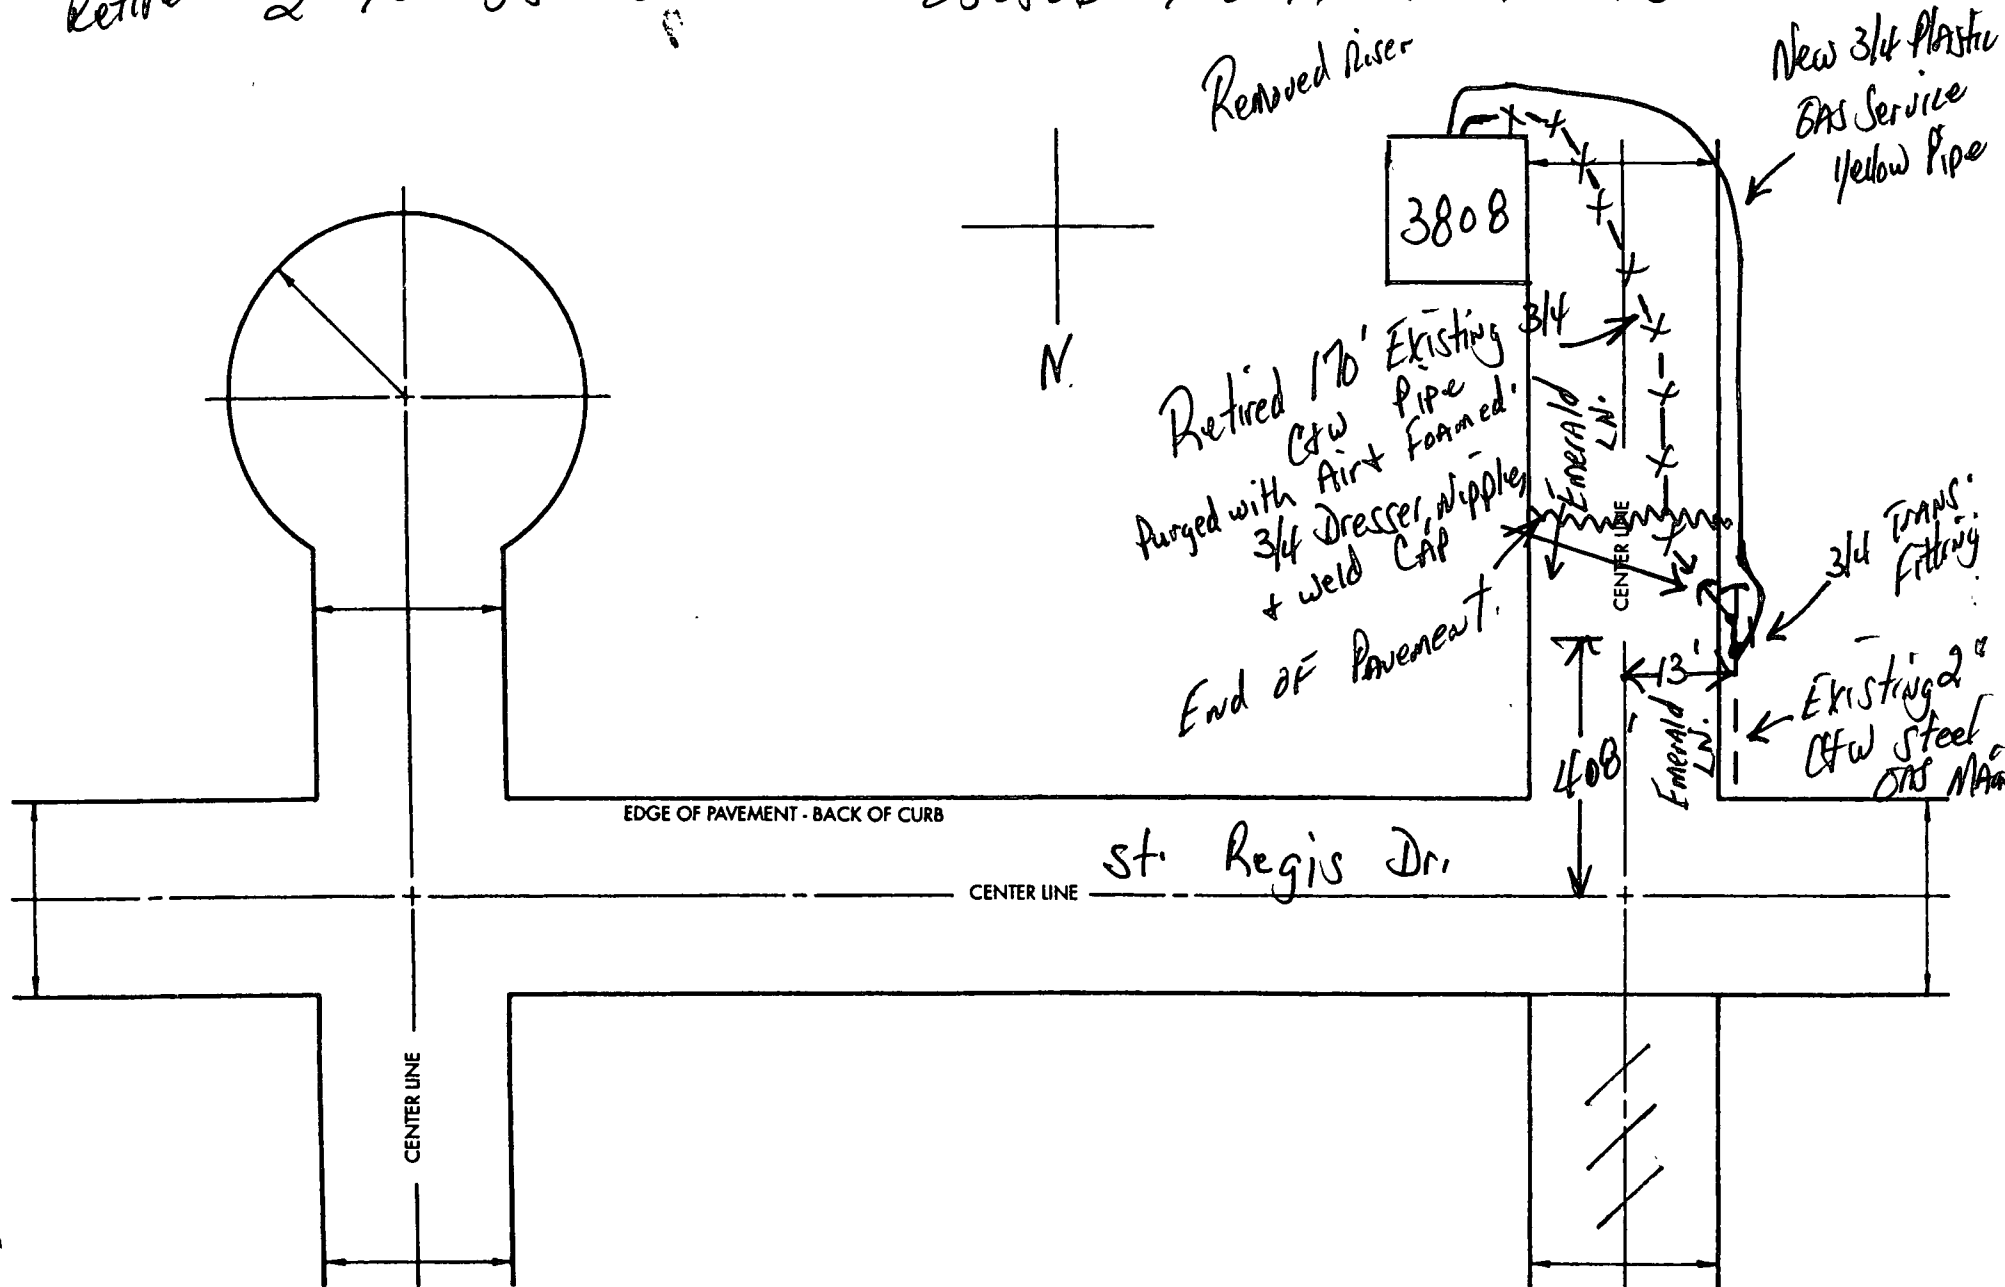 Retire
Removed Riser
New 3/4 Plastic
GAS Service
Yellow Pipe
3808
N.
3/4
Retired 170' Existing
C&W Pipe
Purged with Air & Foamed.
3/4 Dresser, Nipples
& weld CAP
End OF Pavement.
Emerald
LN.
CENTER LINE
3/4 TRANS.
Fitting
13'
Existing 2"
C&W Steel
GAS
408'
Emerald
LN.
EDGE OF PAVEMENT - BACK OF CURB
St. Regis Dr.
CENTER LINE
CENTER LINE